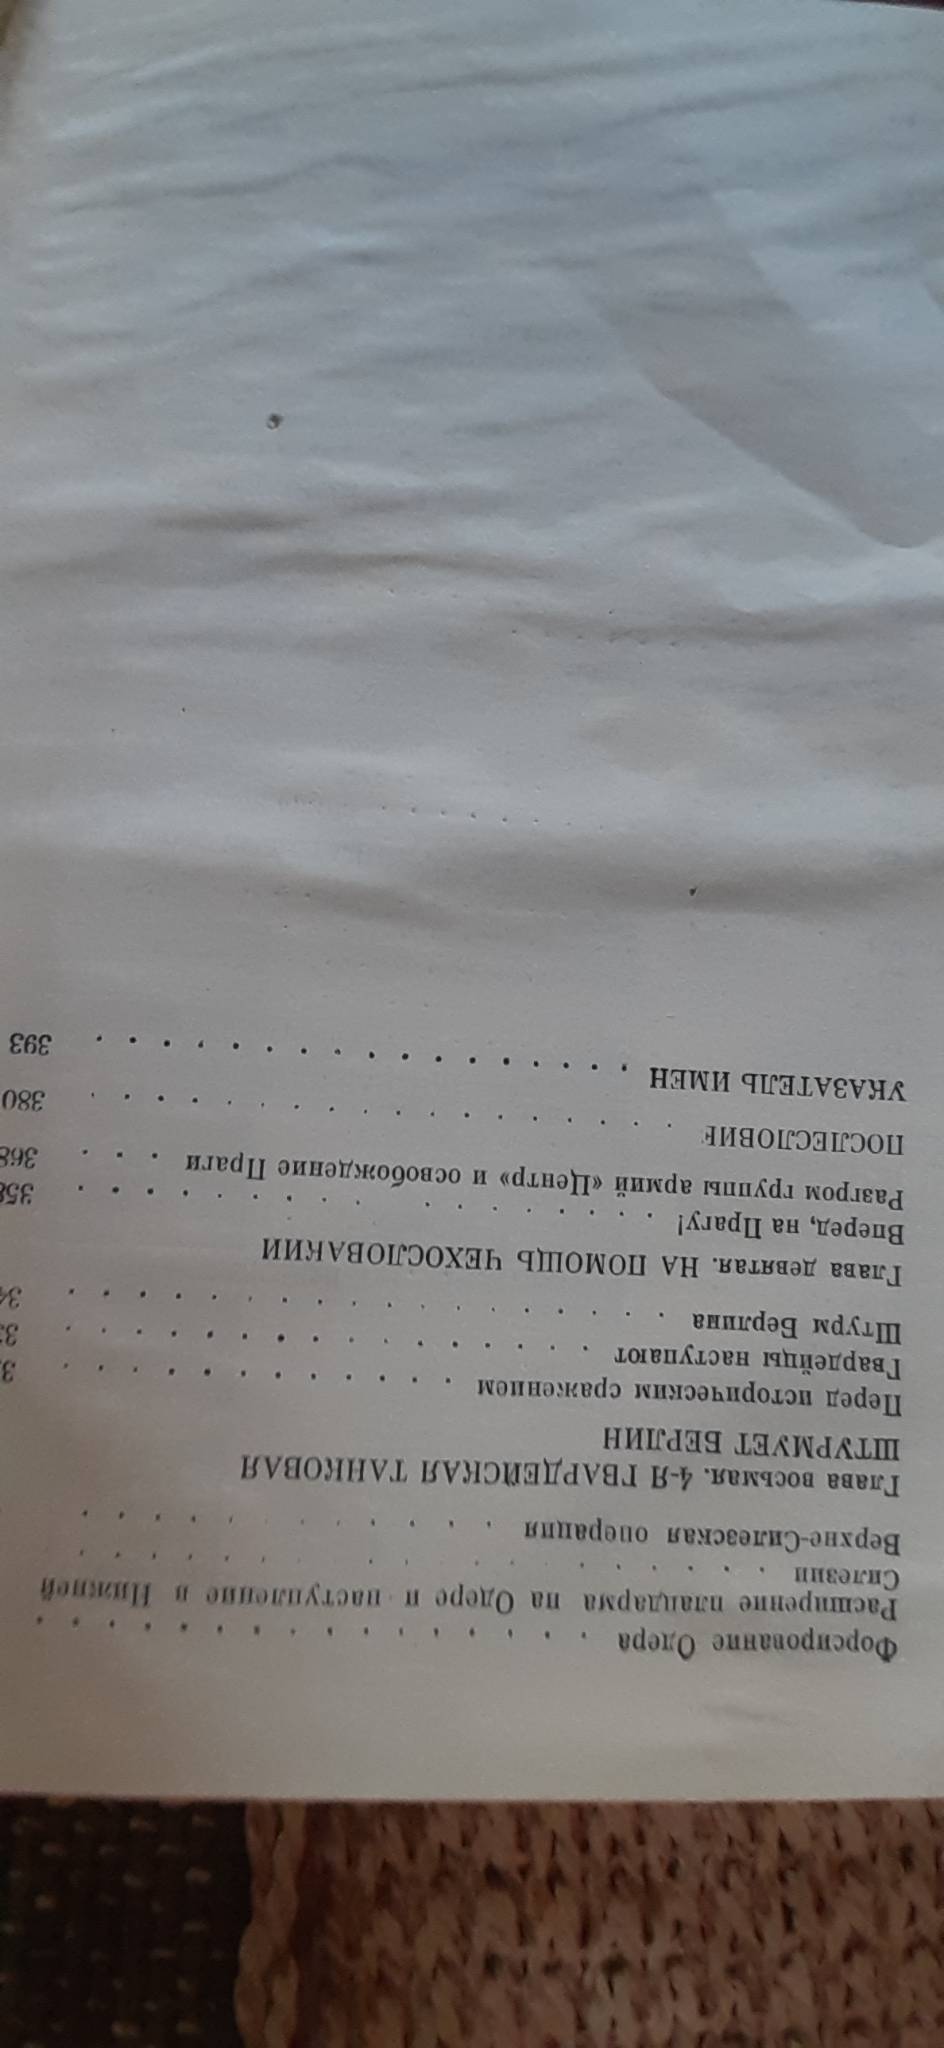 Форсирование Одера . . . . . . . . . . . . . . . .
Расширение плацдарма на Одере и наступление в Нижней
Силезии . . . . . . . . . . . . .
Верхне-Силезская операция . . . . . . . . . . . .
Глава восьмая. 4-Я ГВАРДЕЙСКАЯ ТАНКОВАЯ
ШТУРМУЕТ БЕРЛИН
Перед историческим сражением . . . . . . . . . . . .
Гвардейцы наступают . . . . . . . . . . . . . . .
Штурм Берлина . . . . . . . . . . . . . . . . . .
Глава девятая. НА ПОМОЩЬ ЧЕХОСЛОВАКИИ
Вперед, на Прагу! . . . . . . . . . . . . . . . . 358
Разгром группы армий «Центр» и освобождение Праги . . . 368
ПОСЛЕСЛОВИЕ . . . . . . . . . . . . . . . . . . 380
УКАЗАТЕЛЬ ИМЕН . . . . . . . . . . . . . . . . 393